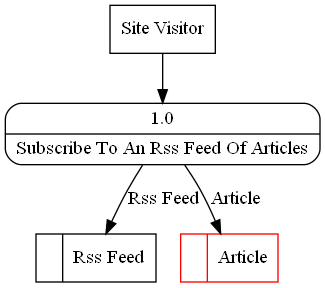 Site Visitor
1.0
Subscribe To An Rss Feed Of Articles
Rss Feed Article
Rss Feed
Article